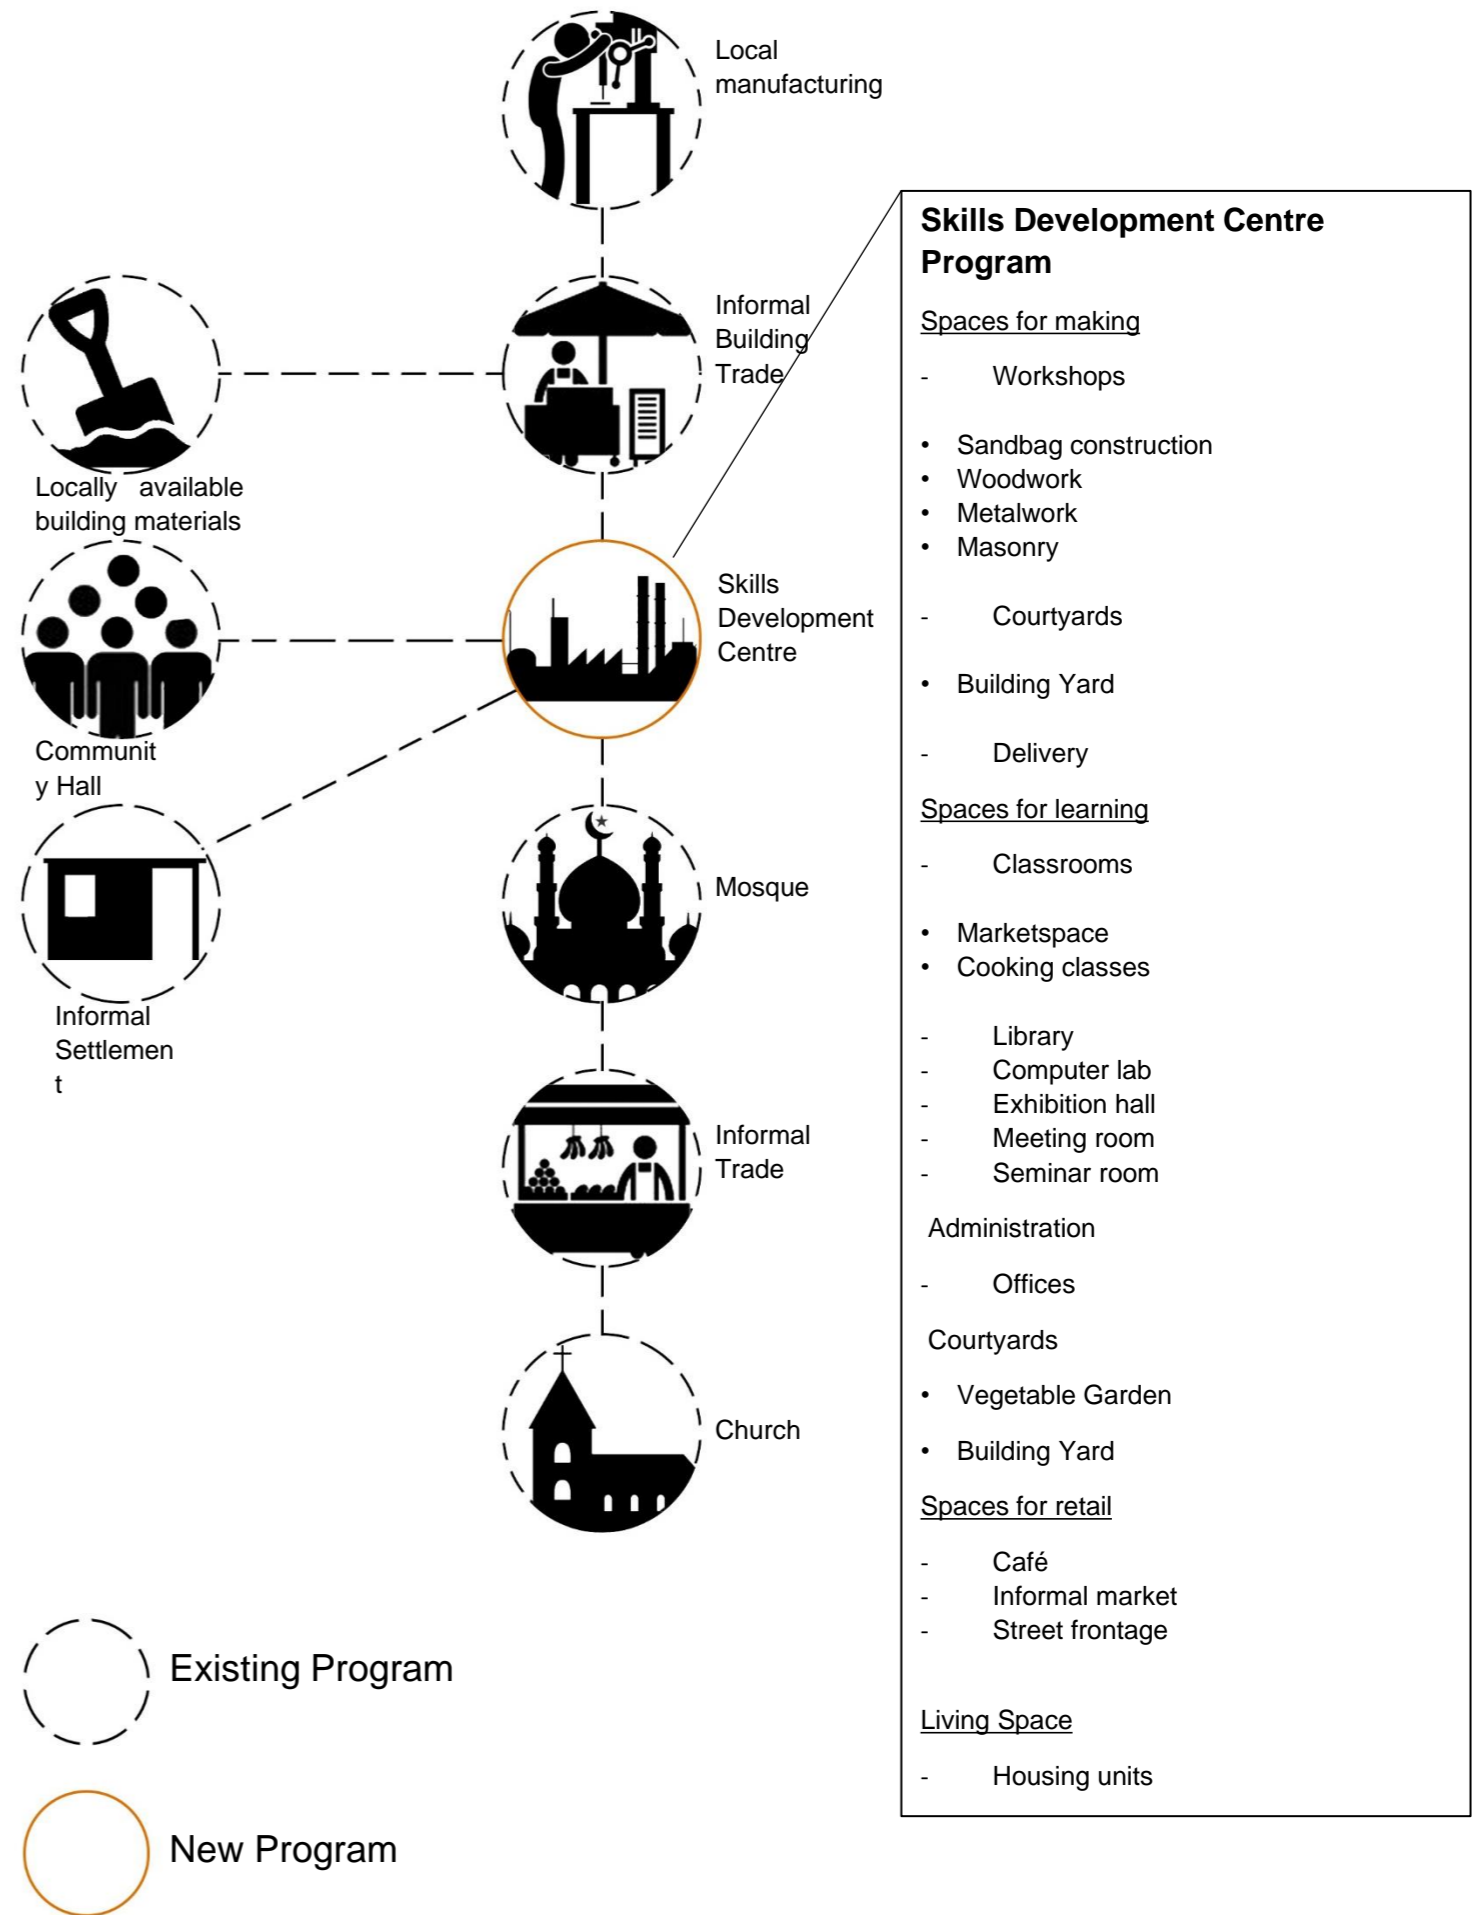 Local
manufacturing
Informal
Building
Trade
Locally available
building materials
Skills
Development
Centre
Communit
y Hall
Mosque
Informal
Settlemen
t
Informal
Trade
Church
Existing Program
New Program
Skills Development Centre
Program
Spaces for making
- Workshops
• Sandbag construction
• Woodwork
• Metalwork
• Masonry
- Courtyards
• Building Yard
- Delivery
Spaces for learning
- Classrooms
• Marketspace
• Cooking classes
- Library
- Computer lab
- Exhibition hall
- Meeting room
- Seminar room
Administration
- Offices
Courtyards
• Vegetable Garden
• Building Yard
Spaces for retail
- Café
- Informal market
- Street frontage
Living Space
- Housing units